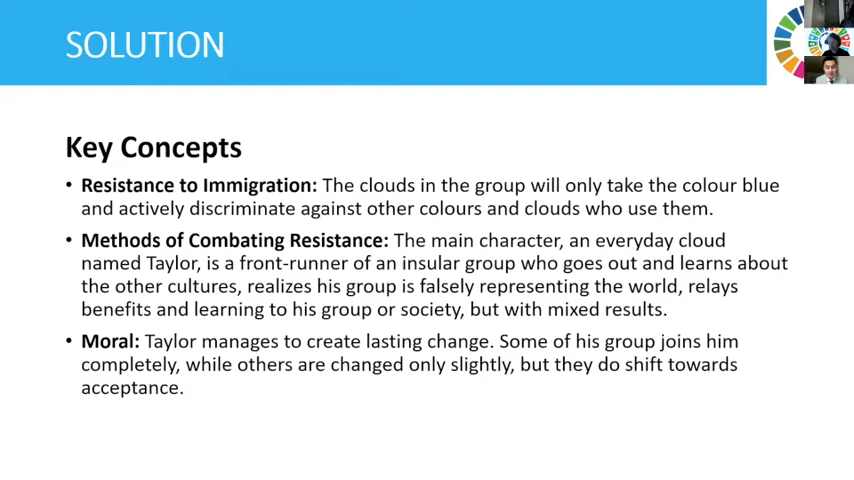 SOLUTION
Key Concepts
• Resistance to Immigration: The clouds in the group will only take the colour blue
and actively discriminate against other colours and clouds who use them.
• Methods of Combating Resistance: The main character, an everyday cloud
named Taylor, is a front-runner of an insular group who goes out and learns about
the other cultures, realizes his group is falsely representing the world, relays
benefits and learning to his group or society, but with mixed results.
• Moral: Taylor manages to create lasting change. Some of his group joins him
completely, while others are changed only slightly, but they do shift towards
acceptance.